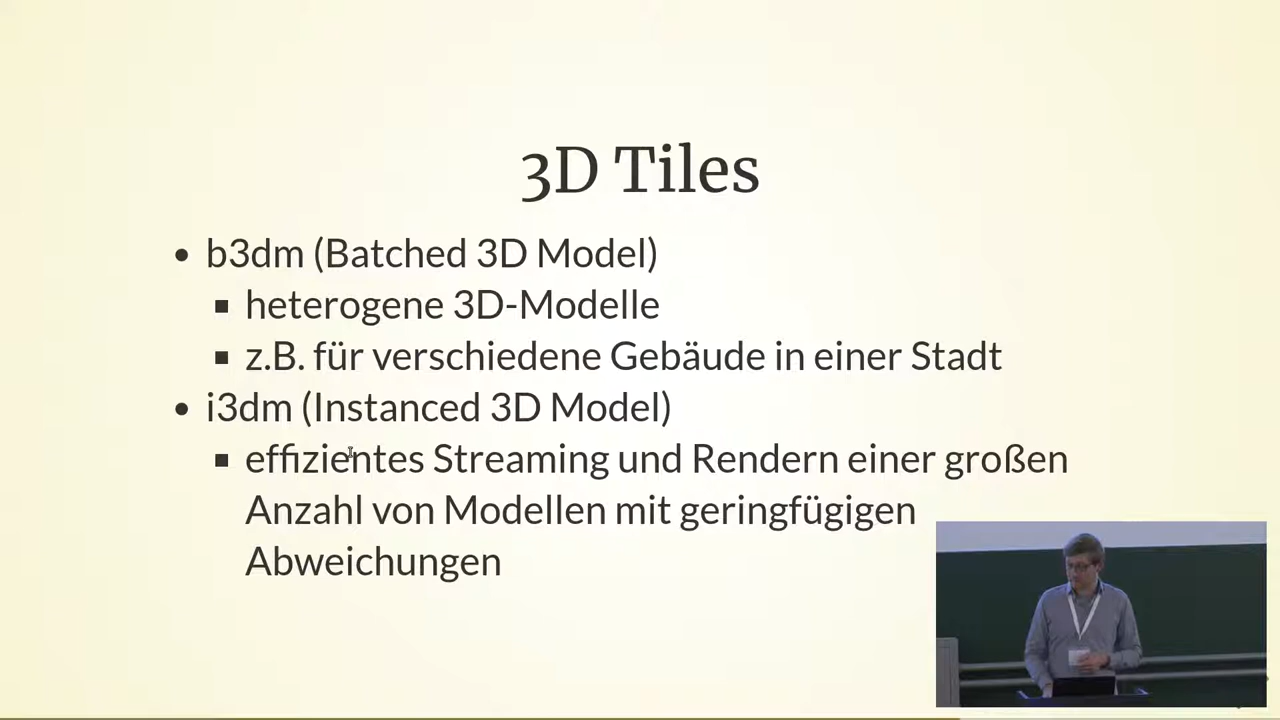 3D Tiles
• b3dm (Batched 3D Model)
▪ heterogene 3D-Modelle
▪ z.B. für verschiedene Gebäude in einer Stadt
• i3dm (Instanced 3D Model)
▪ effizientes Streaming und Rendern einer großen
Anzahl von Modellen mit geringfügigen
Abweichungen